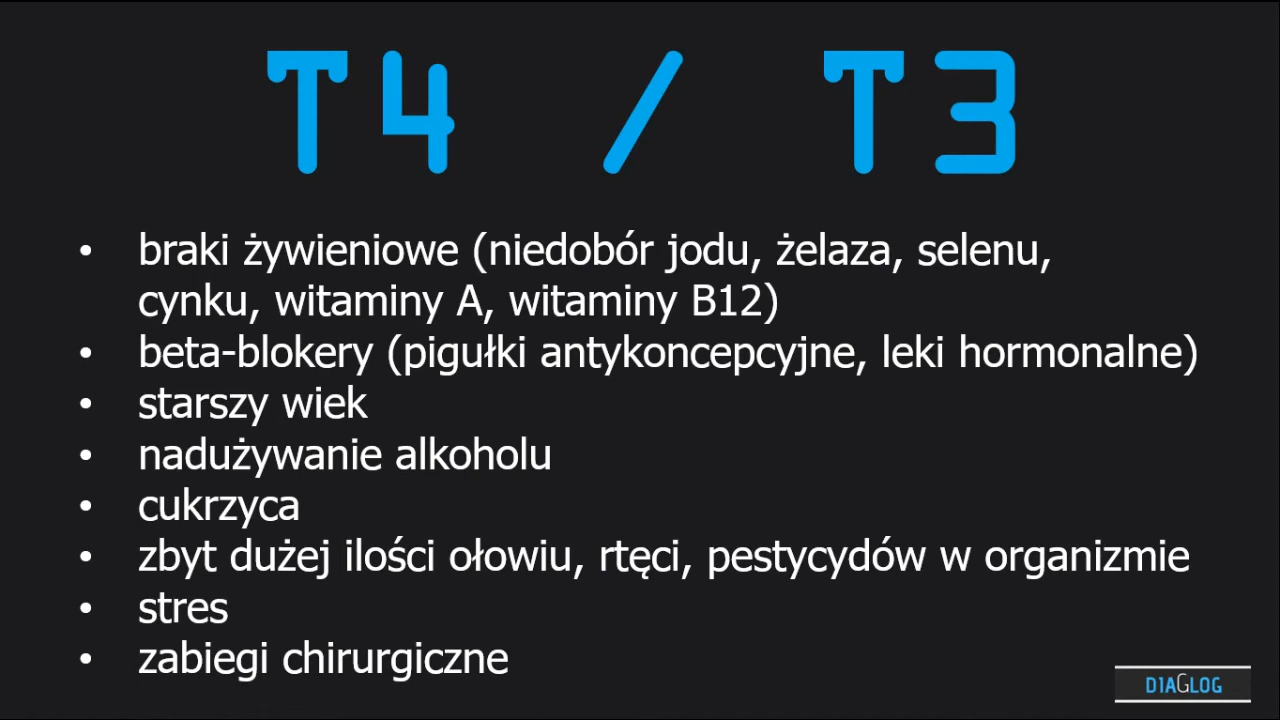 T4 / T3
• braki żywieniowe (niedobór jodu, żelaza, selenu,
cynku, witaminy A, witaminy B12)
• beta-blokery (pigułki antykoncepcyjne, leki hormonalne)
• starszy wiek
• nadużywanie alkoholu
• cukrzyca
• zbyt dużej ilości ołowiu, rtęci, pestycydów w organizmie
• stres
• zabiegi chirurgiczne
DIAGLOG